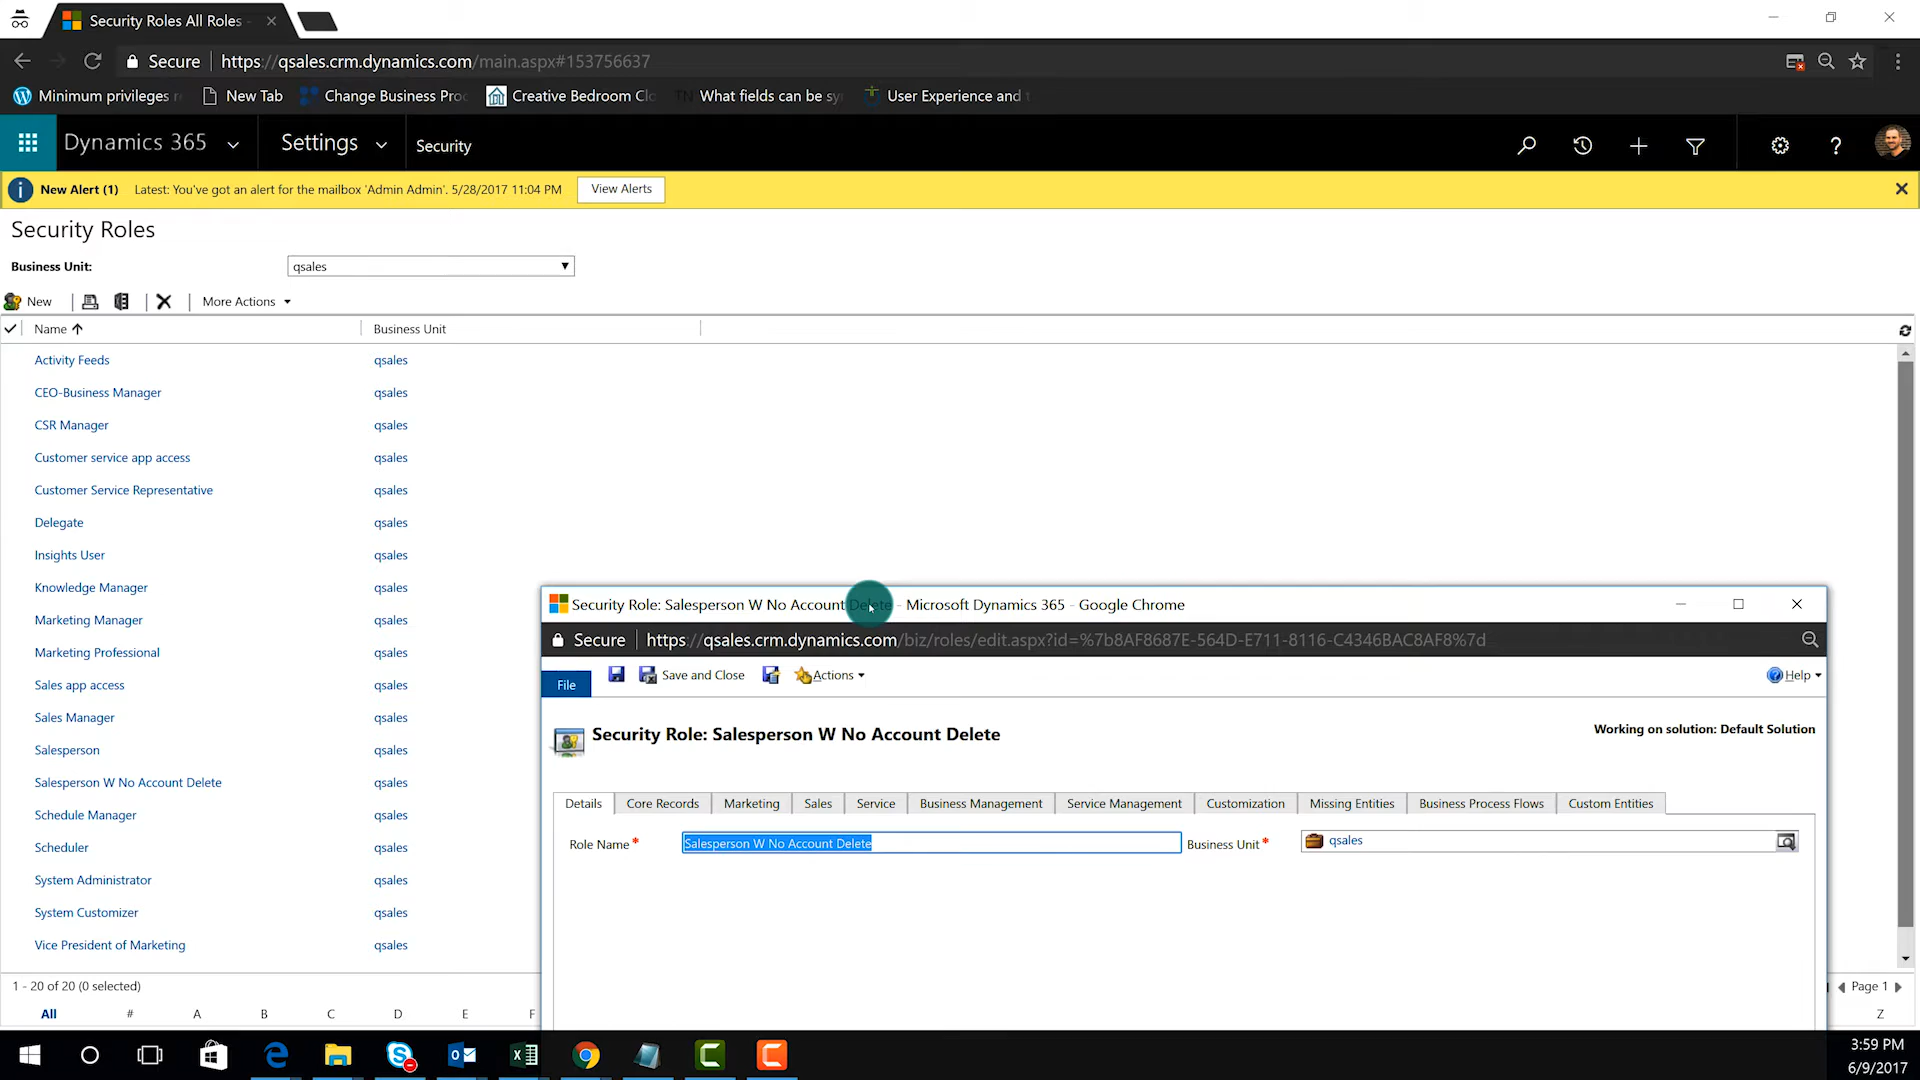 Security Roles All Roles -
Secure https://qsales.crm.dynamics.com/main.aspx#153756637
Minimum privileges New Tab Change Business Proc Creative Bedroom Clo What fields can be sy User Experience and t
Dynamics 365 Settings Security
New Alert (1) Latest: You've got an alert for the mailbox 'Admin Admin'. 5/28/2017 11:04 PM View Alerts
Security Roles
Business Unit: qsales
New More Actions
Name Business Unit
Activity Feeds qsales
CEO-Business Manager qsales
CSR Manager qsales
Customer service app access qsales
Customer Service Representative qsales
Delegate qsales
Insights User qsales
Knowledge Manager qsales
Marketing Manager qsales
Marketing Professional qsales
Sales app access qsales
Sales Manager qsales
Salesperson qsales
Salesperson W No Account Delete qsales
Schedule Manager qsales
Scheduler qsales
System Administrator qsales
System Customizer qsales
Vice President of Marketing qsales
1 - 20 of 20 (0 selected) Page 1
All # A B C D E F Z
Security Role: Salesperson W No Account Delete - Microsoft Dynamics 365 - Google Chrome
Secure https://qsales.crm.dynamics.com/biz/roles/edit.aspx?id=%7b8AF8687E-564D-E711-8116-C4346BAC8AF8%7d
File Save and Close Actions Help
Security Role: Salesperson W No Account Delete Working on solution: Default Solution
Details Core Records Marketing Sales Service Business Management Service Management Customization Missing Entities Business Process Flows Custom Entities
Role Name * Salesperson W No Account Delete Business Unit * qsales
3:59 PM
6/9/2017